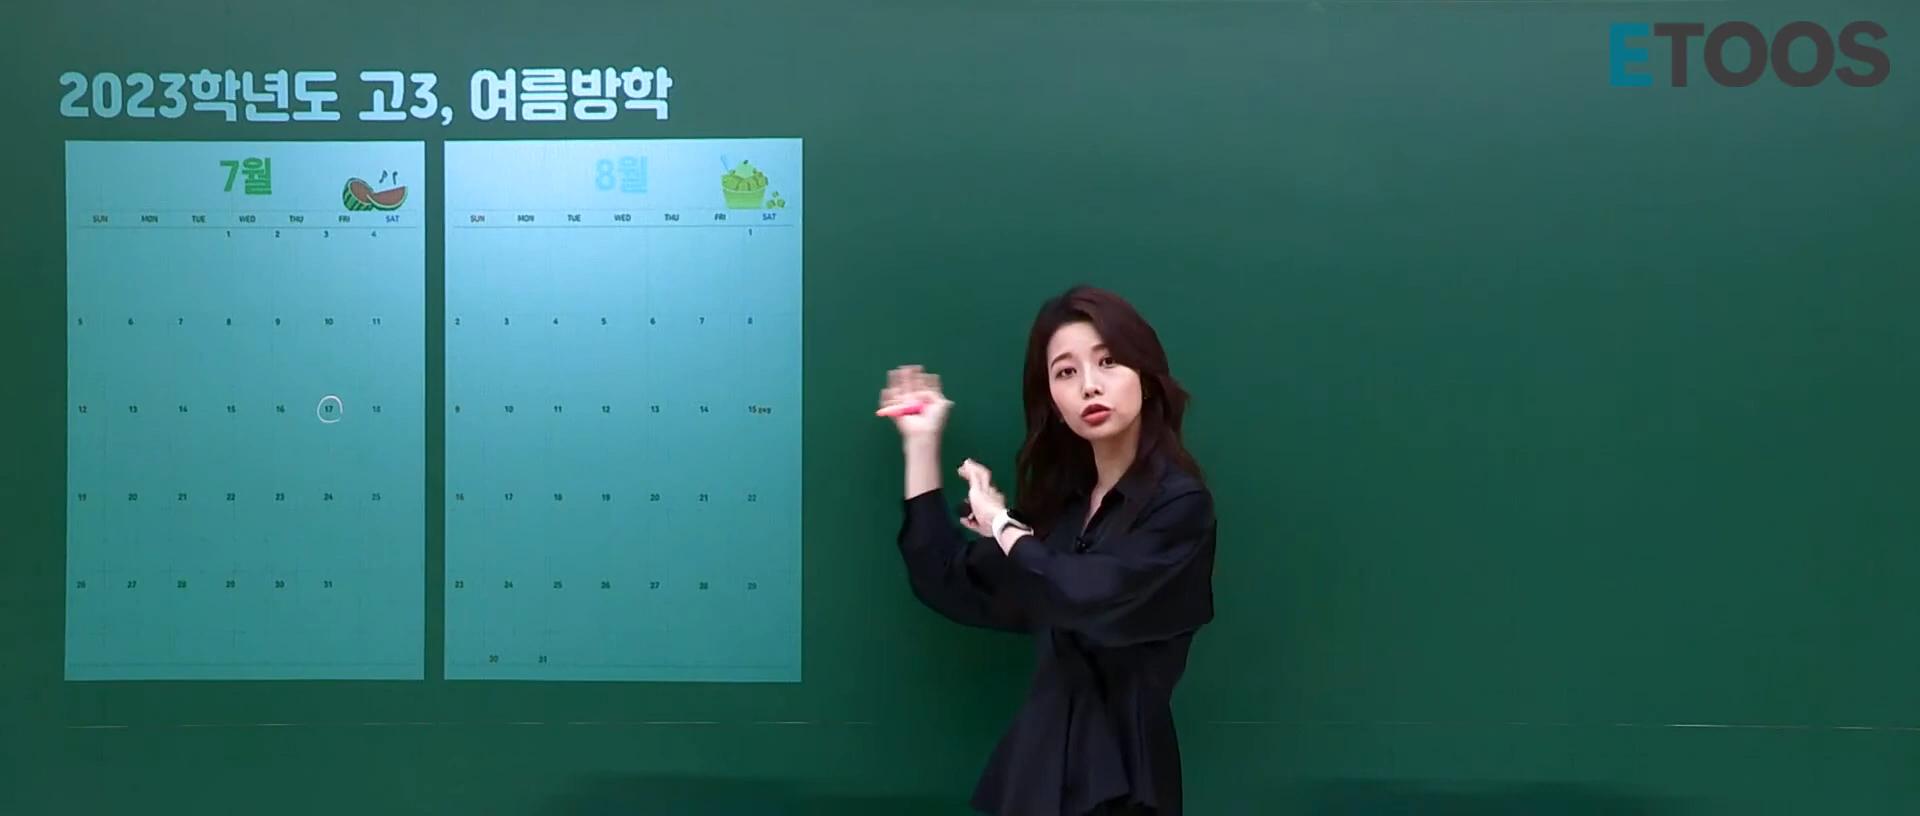 ETOOS
2023학년도 고3, 여름방학
7월
SUN MON TUE WED THU FRI SAT
1 2 3 4
5 6 7 8 9 10 11
12 13 14 15 16 17 18
19 20 21 22 23 24 25
26 27 28 29 30 31
8월
SUN MON TUE WED THU FRI SAT
1
2 3 4 5 6 7 8
9 10 11 12 13 14 15
16 17 18 19 20 21 22
23 24 25 26 27 28 29
30 31